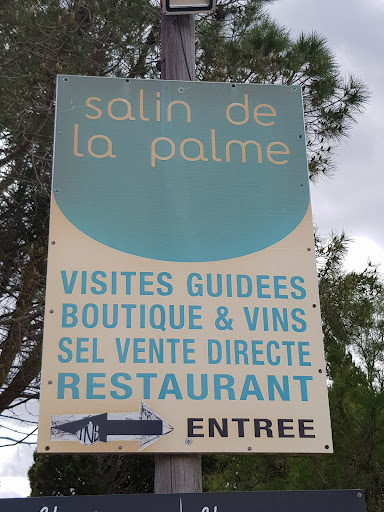 salin de
la palme
VISITES GUIDEES
BOUTIQUE & VINS
SEL VENTE DIRECTE
RESTAURANT
ENTREE